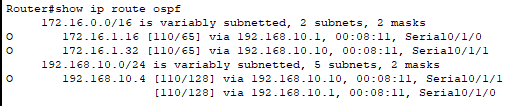 Router#show ip route ospf
     172.16.0.0/16 is variably subnetted, 2 subnets, 2 masks
O       172.16.1.16 [110/65] via 192.168.10.1, 00:08:11, Serial0/1/0
O       172.16.1.32 [110/65] via 192.168.10.10, 00:08:11, Serial0/1/1
     192.168.10.0/24 is variably subnetted, 5 subnets, 2 masks
O       192.168.10.4 [110/128] via 192.168.10.10, 00:08:11, Serial0/1/1
                     [110/128] via 192.168.10.1, 00:08:11, Serial0/1/0